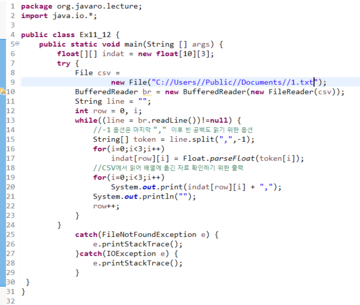 1 package org.javaro.lecture;
2 import java.io.*;
3
4 public class Ex11_12 {
5 public static void main(String [] args) {
6 float[][] indat = new float[10][3];
7 try {
8 File csv =
9 new File("C://Users//Public//Documents//1.txt");
10 BufferedReader br = new BufferedReader(new FileReader(csv));
11 String line = "";
12 int row = 0, i;
13 while((line = br.readLine())!=null) {
14 //-1 옵션은 마지막 "," 이후 빈 공백도 읽기 위한 옵션
15 String[] token = line.split(",",-1);
16 for(i=0;i<3;i++)
17 indat[row][i] = Float.parseFloat(token[i]);
18 //CSV에서 읽어 배열에 옮긴 자료 확인하기 위한 출력
19 for(i=0;i<3;i++)
20 System.out.print(indat[row][i] + ",");
21 System.out.println("");
22 row++;
23 }
24 }
25 catch(FileNotFoundException e) {
26 e.printStackTrace();
27 }catch(IOException e) {
28 e.printStackTrace();
29 }
30 }
31 }
32